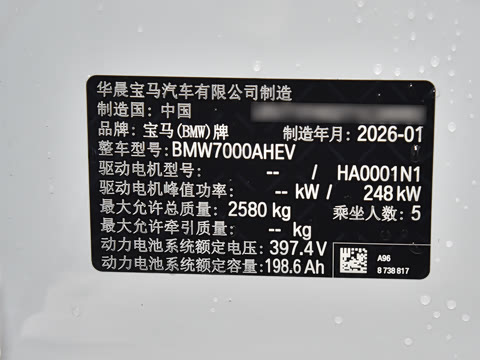 华晨宝马汽车有限公司制造
制造国: 中国
品牌: 宝马(BMW)牌 制造年月: 2026-01
整车型号: BMW7000AHEV
驱动电机型号: -- / HA0001N1
驱动电机峰值功率: -- kW / 248 kW
最大允许总质量: 2580 kg 乘坐人数: 5
最大允许牵引质量: -- kg
动力电池系统额定电压: 397.4 V
动力电池系统额定容量: 198.6 Ah
A96
8 738 817